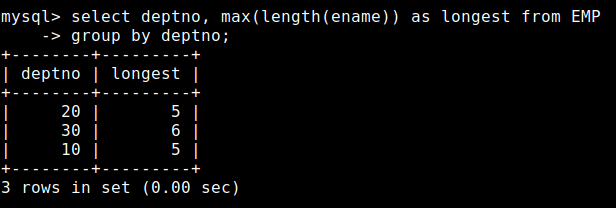 mysql> select deptno, max(length(ename)) as longest from EMP
    -> group by deptno;
+--------+---------+
| deptno | longest |
+--------+---------+
|     20 |       5 |
|     30 |       6 |
|     10 |       5 |
+--------+---------+
3 rows in set (0.00 sec)